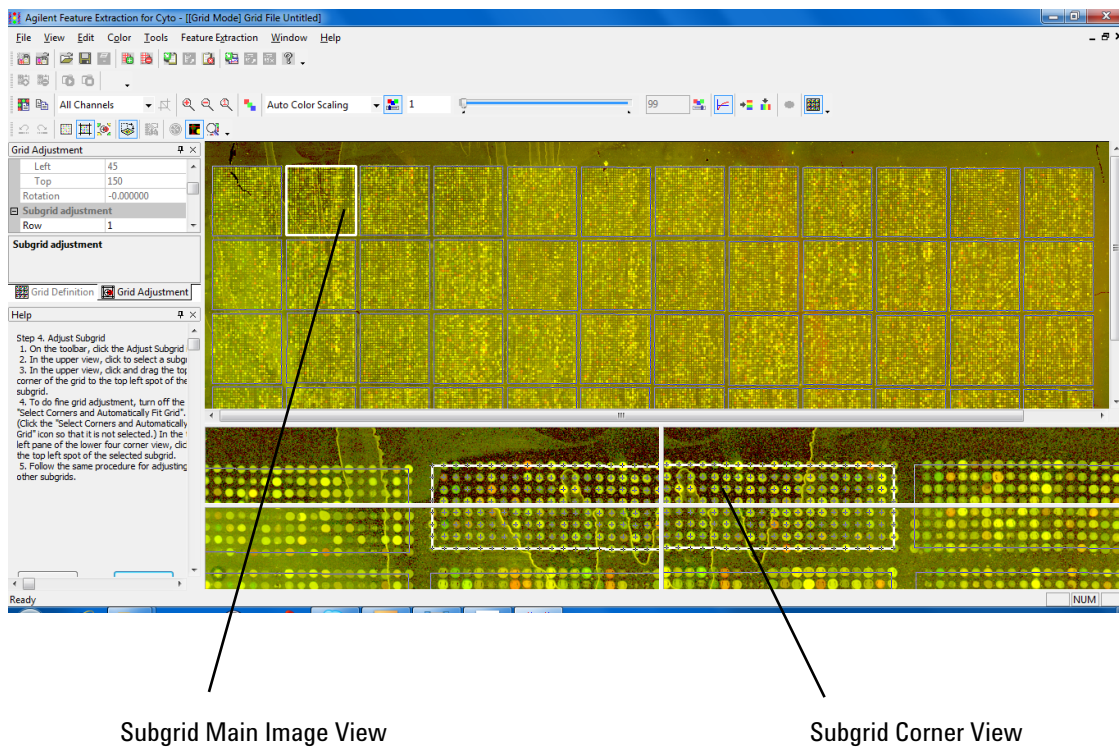 Agilent Feature Extraction for Cyto - [[Grid Mode] Grid File Untitled]
File View Edit Color Tools Feature Extraction Window Help
All Channels Auto Color Scaling 1 99
Grid Adjustment
Left 45
Top 150
Rotation -0.000000
Subgrid adjustment
Row 1
Subgrid adjustment
Grid Definition Grid Adjustment
Help
Step 4. Adjust Subgrid
1. On the toolbar, click the Adjust Subgrid
2. In the upper view, click to select a subgr
3. In the upper view, click and drag the top
corner of the grid to the top left spot of the
subgrid.
4. To do fine grid adjustment, turn off the
"Select Corners and Automatically Fit Grid".
(Click the "Select Corners and Automatically
Grid" icon so that it is not selected.) In the
left pane of the lower four corner view, clic
the top left spot of the selected subgrid.
5. Follow the same procedure for adjusting
other subgrids.
Ready NUM
Subgrid Main Image View Subgrid Corner View